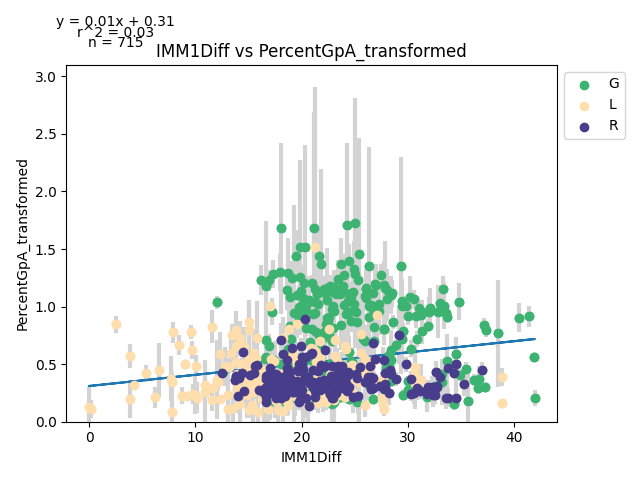 y = 0.01x + 0.31
r^2 = 0.03
n = 715
IMM1Diff vs PercentGpA_transformed
G
L
R
PercentGpA_transformed
3.0
2.5
2.0
1.5
1.0
0.5
0.0
0
10
20
30
40
IMM1Diff